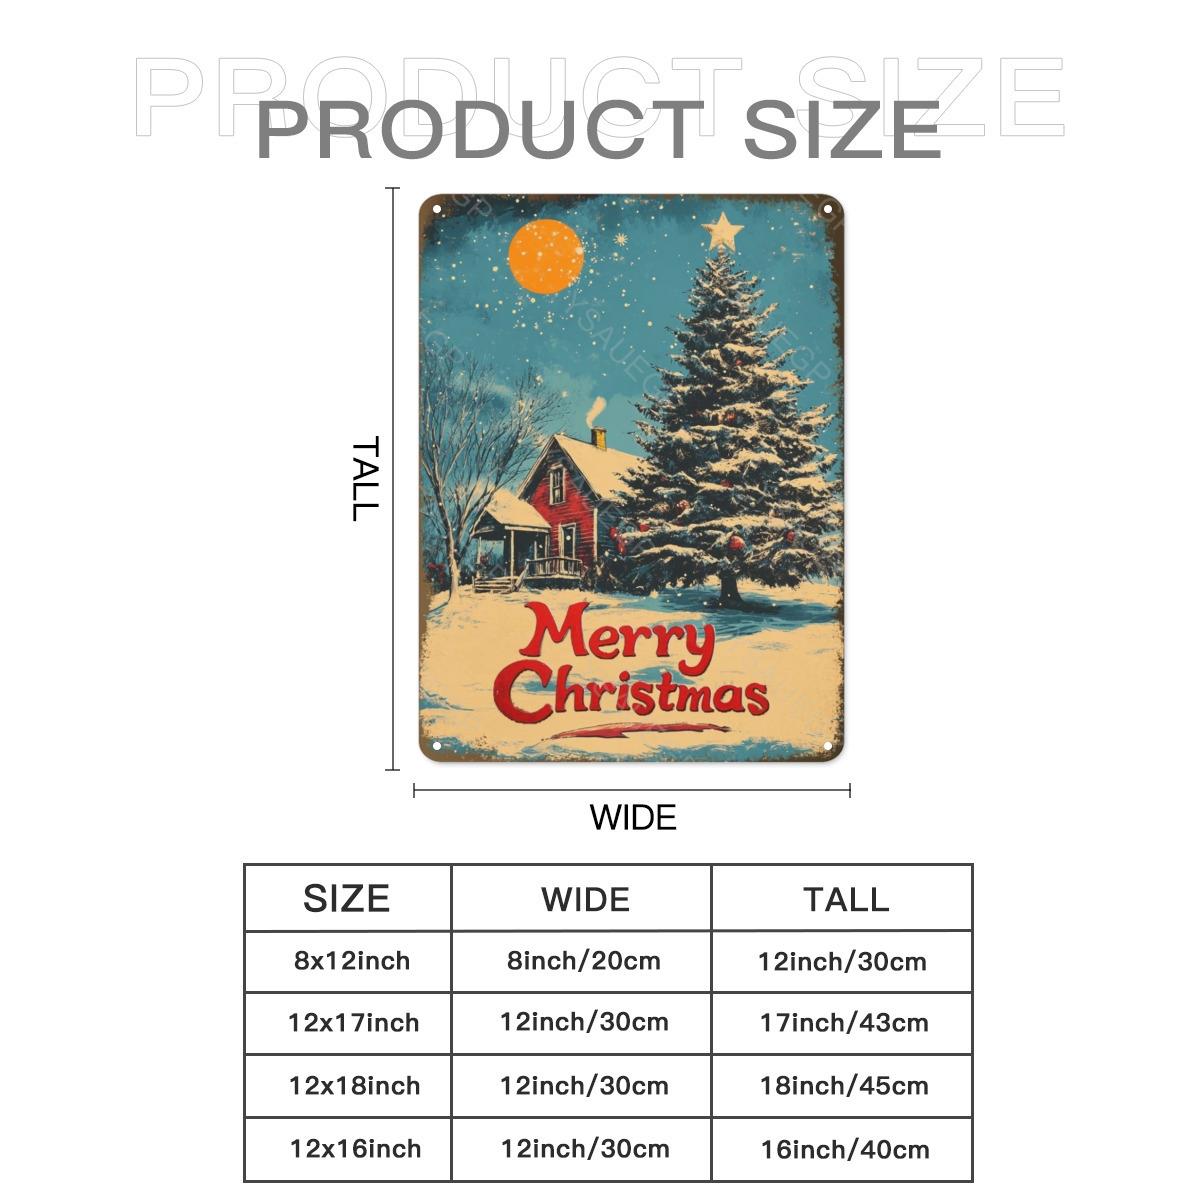 PRODUCT SIZE
PRODUCT SIZE
TALL
Merry
Christmas
WIDE
SIZE WIDE TALL
8x12inch 8inch/20cm 12inch/30cm
12x17inch 12inch/30cm 17inch/43cm
12x18inch 12inch/30cm 18inch/45cm
12x16inch 12inch/30cm 16inch/40cm